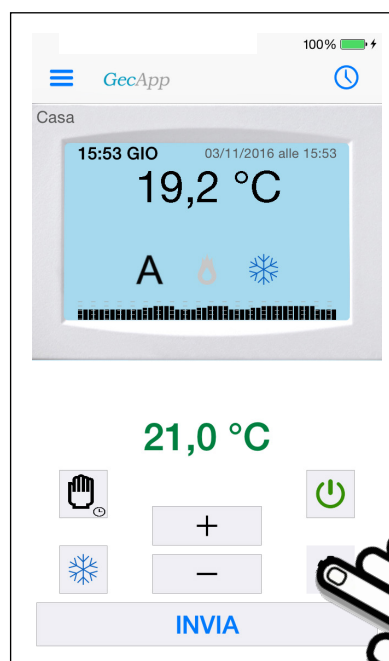 100%
GecApp
Casa
15:53 GIO 03/11/2016 alle 15:53
19,2 °C
A
21,0 °C
+
−
INVIA